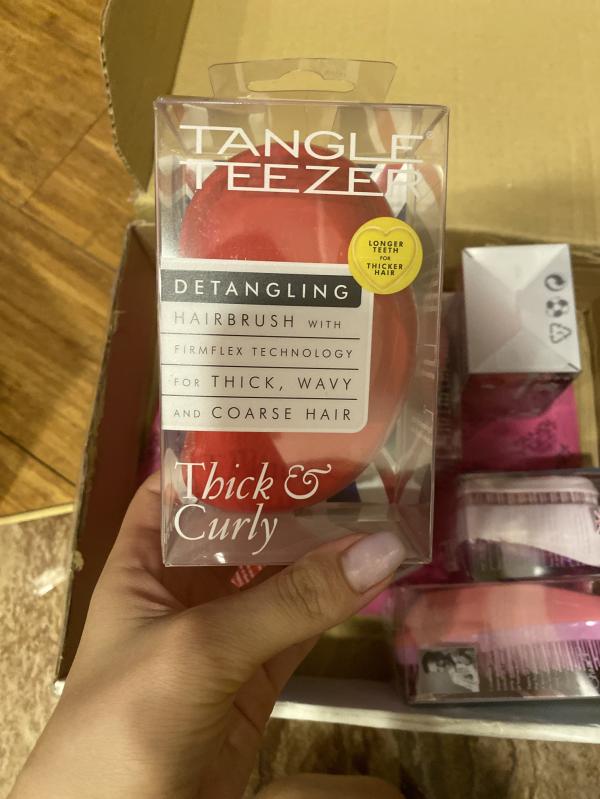 TANGLE
TEEZER®
LONGER
TEETH
FOR
THICKER
HAIR
DETANGLING
HAIRBRUSH WITH
FIRMFLEX TECHNOLOGY
FOR THICK, WAVY
AND COARSE HAIR
Thick &
Curly